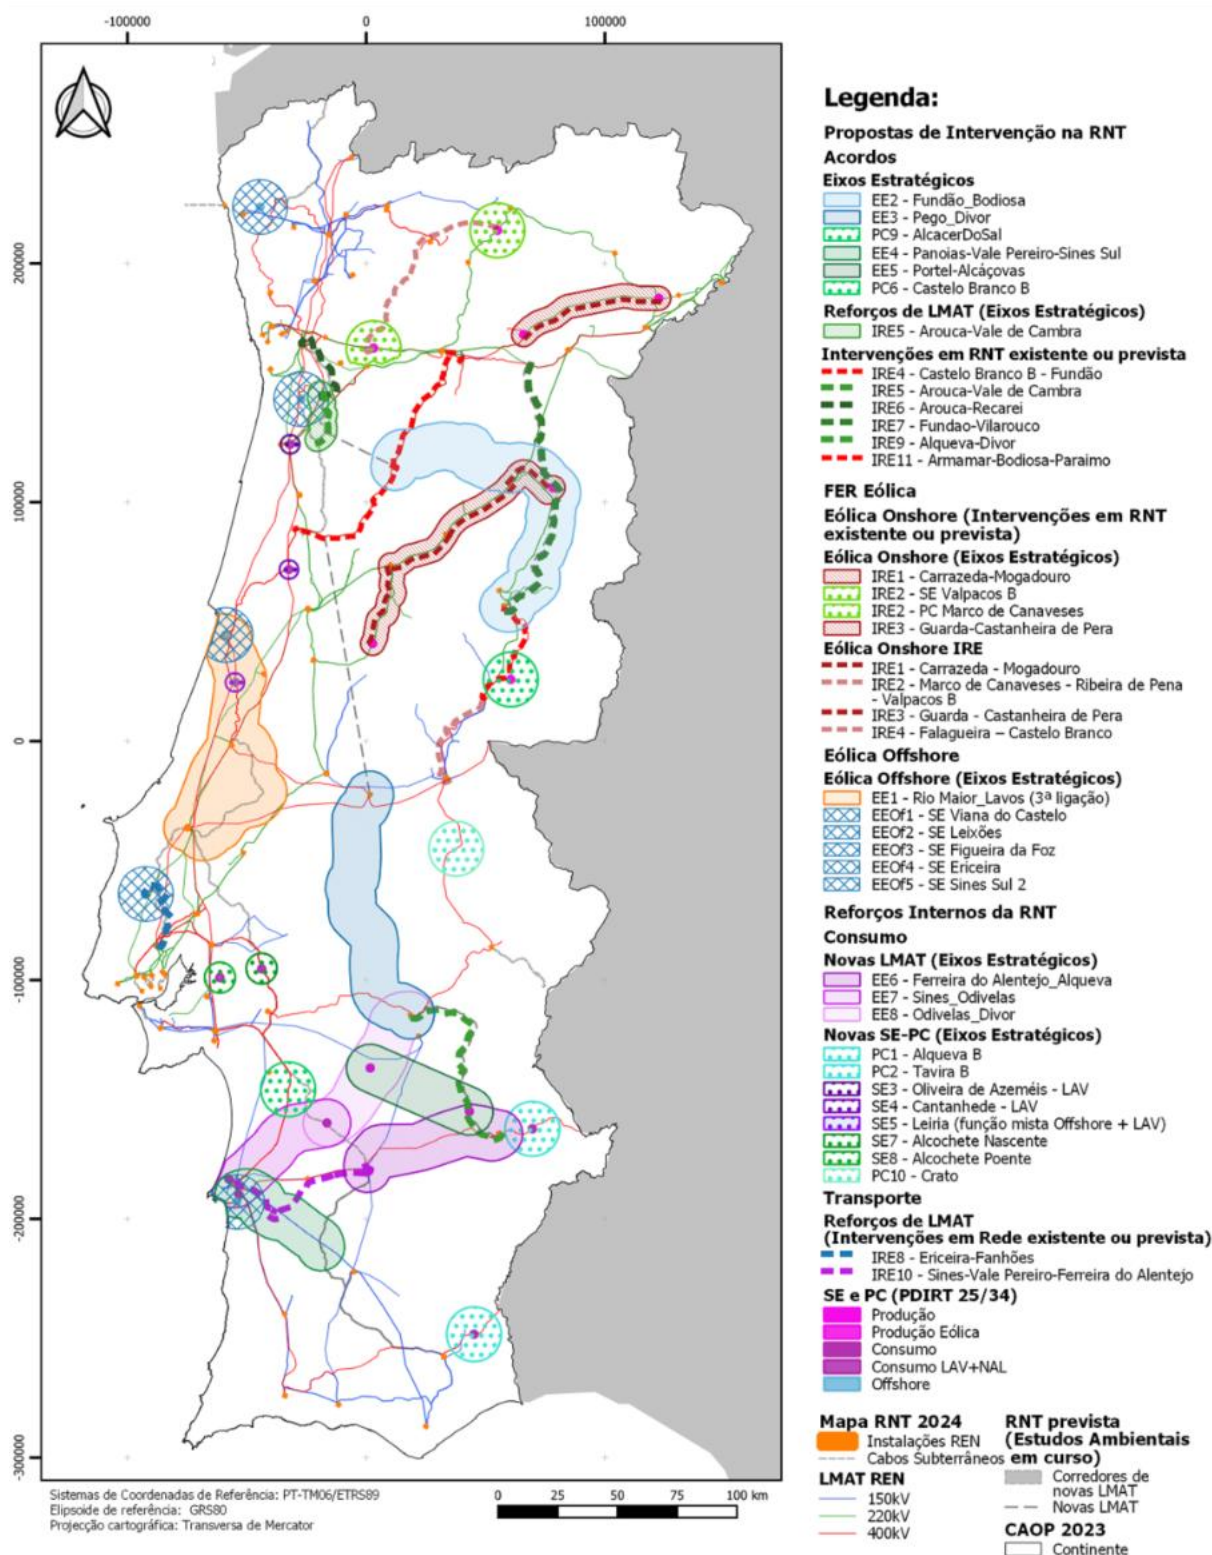 -100000
0
100000
200000
100000
0
-100000
-200000
-300000
Legenda:
Propostas de Intervenção na RNT
Acordos
Eixos Estratégicos
EE2 - Fundão_Bodiosa
EE3 - Pego_Divor
PC9 - AlcacerDoSal
EE4 - Panoias-Vale Pereiro-Sines Sul
EE5 - Portel-Alcáçovas
PC6 - Castelo Branco B
Reforços de LMAT (Eixos Estratégicos)
IRE5 - Arouca-Vale de Cambra
Intervenções em RNT existente ou prevista
IRE4 - Castelo Branco B - Fundão
IRE5 - Arouca-Vale de Cambra
IRE6 - Arouca-Recarei
IRE7 - Fundao-Vilarouco
IRE9 - Alqueva-Divor
IRE11 - Armamar-Bodiosa-Paraimo
FER Eólica
Eólica Onshore (Intervenções em RNT
existente ou prevista)
Eólica Onshore (Eixos Estratégicos)
IRE1 - Carrazeda-Mogadouro
IRE2 - SE Valpacos B
IRE2 - PC Marco de Canaveses
IRE3 - Guarda-Castanheira de Pera
Eólica Onshore IRE
IRE1 - Carrazeda - Mogadouro
IRE2 - Marco de Canaveses - Ribeira de Pena
- Valpacos B
IRE3 - Guarda - Castanheira de Pera
IRE4 - Falagueira – Castelo Branco
Eólica Offshore
Eólica Offshore (Eixos Estratégicos)
EE1 - Rio Maior_Lavos (3ª ligação)
EEOf1 - SE Viana do Castelo
EEOf2 - SE Leixões
EEOf3 - SE Figueira da Foz
EEOf4 - SE Ericeira
EEOf5 - SE Sines Sul 2
Reforços Internos da RNT
Consumo
Novas LMAT (Eixos Estratégicos)
EE6 - Ferreira do Alentejo_Alqueva
EE7 - Sines_Odivelas
EE8 - Odivelas_Divor
Novas SE-PC (Eixos Estratégicos)
PC1 - Alqueva B
PC2 - Tavira B
SE3 - Oliveira de Azeméis - LAV
SE4 - Cantanhede - LAV
SE5 - Leiria (função mista Offshore + LAV)
SE7 - Alcochete Nascente
SE8 - Alcochete Poente
PC10 - Crato
Transporte
Reforços de LMAT
(Intervenções em Rede existente ou prevista)
IRE8 - Ericeira-Fanhões
IRE10 - Sines-Vale Pereiro-Ferreira do Alentejo
SE e PC (PDIRT 25/34)
Produção
Produção Eólica
Consumo
Consumo LAV+NAL
Offshore
Mapa RNT 2024
Instalações REN
Cabos Subterrâneos
LMAT REN
150kV
220kV
400kV
RNT prevista
(Estudos Ambientais
em curso)
Corredores de
novas LMAT
Novas LMAT
CAOP 2023
Continente
Sistemas de Coordenadas de Referência: PT-TM06/ETRS89
Elipsoide de referência: GRS80
Projecção cartográfica: Transversa de Mercator
0 25 50 75 100 km